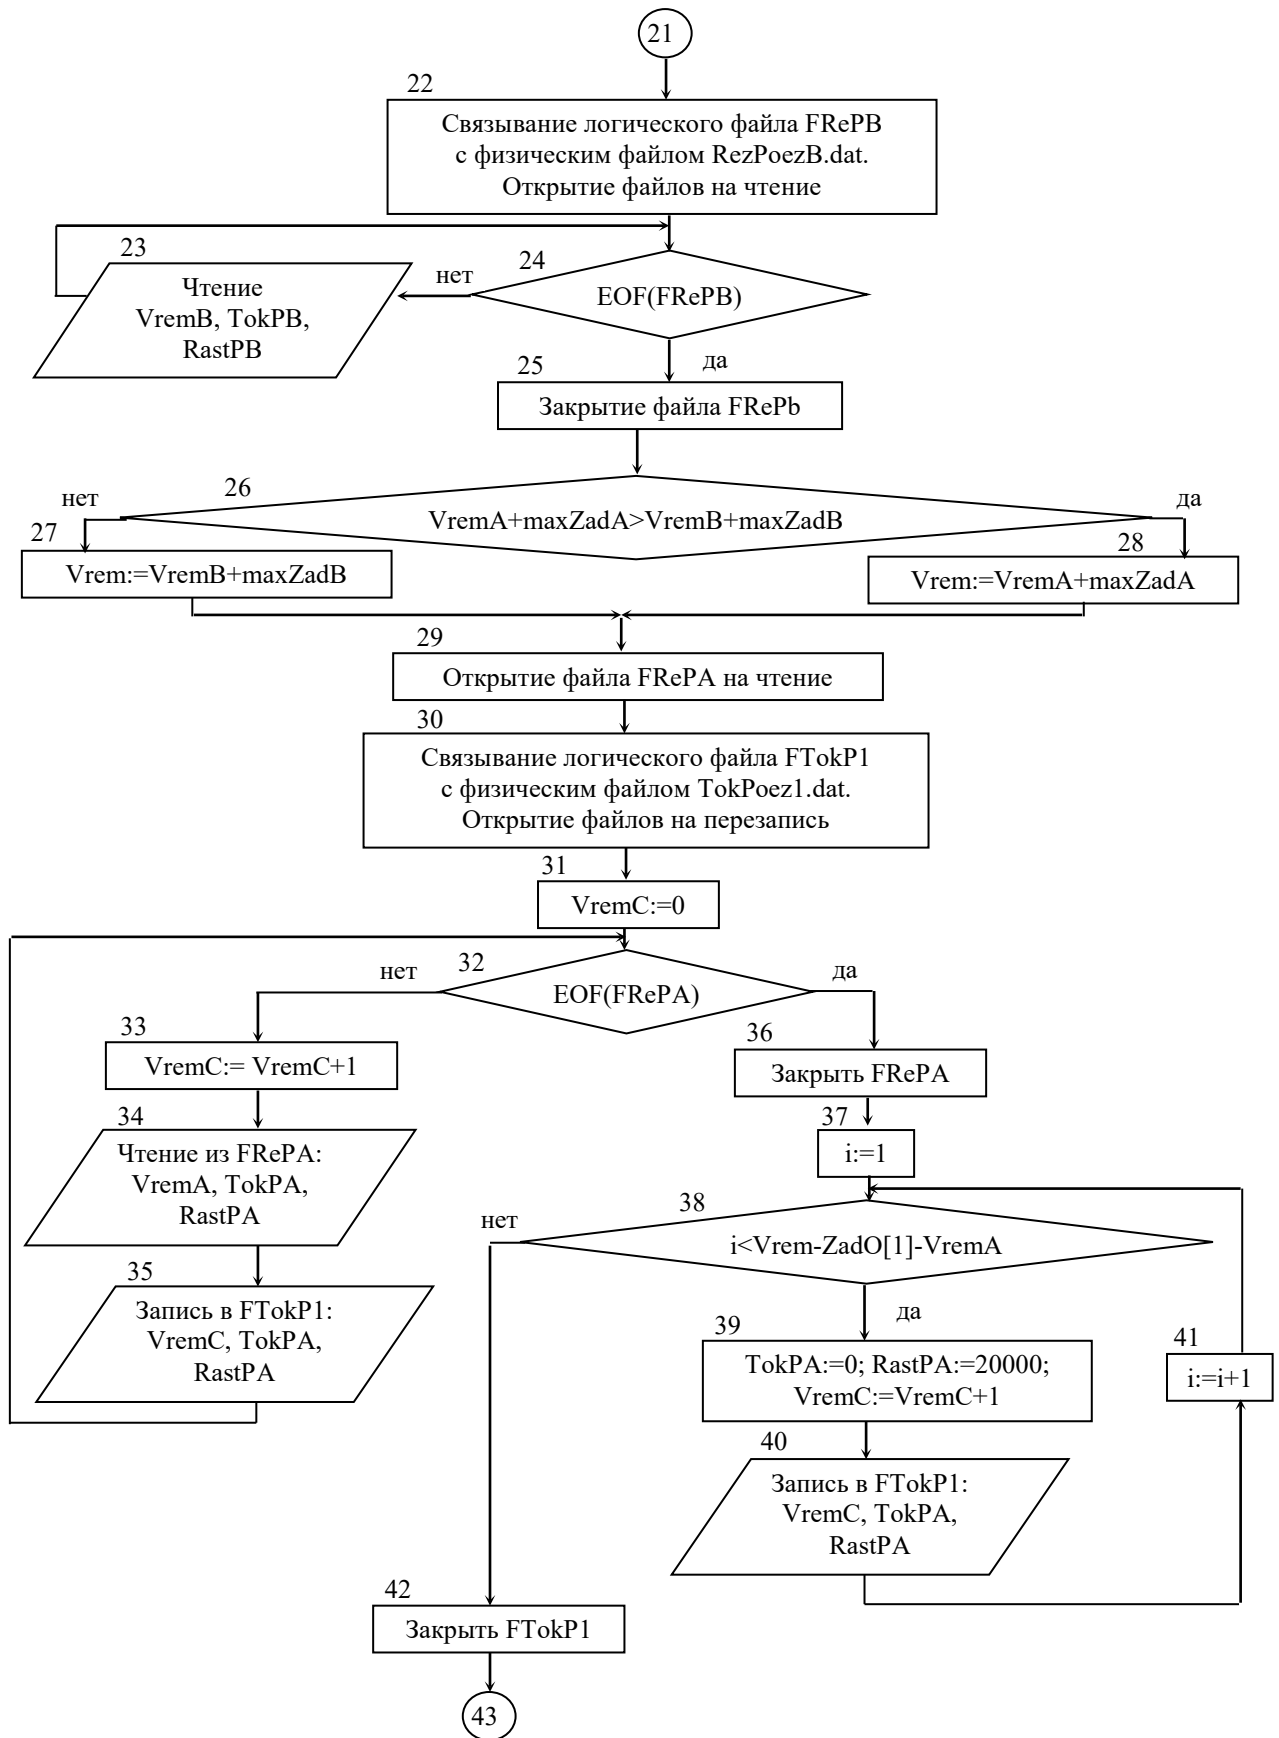 21
22
Связывание логического файла FRePB
с физическим файлом RezPoezB.dat.
Открытие файлов на чтение
23
Чтение
VremB, TokPB,
RastPB
нет
24
EOF(FRePB)
да
25
Закрытие файла FRePb
26
VremA+maxZadA>VremB+maxZadB
нет
да
27
Vrem:=VremB+maxZadB
28
Vrem:=VremA+maxZadA
29
Открытие файла FRePA на чтение
30
Связывание логического файла FTokP1
с физическим файлом TokPoez1.dat.
Открытие файлов на перезапись
31
VremC:=0
32
EOF(FRePA)
нет
да
33
VremC:= VremC+1
34
Чтение из FRePA:
VremA, TokPA,
RastPA
35
Запись в FTokP1:
VremC, TokPA,
RastPA
36
Закрыть FRePA
37
i:=1
38
i<Vrem-ZadO[1]-VremA
нет
да
39
TokPA:=0; RastPA:=20000;
VremC:=VremC+1
40
Запись в FTokP1:
VremC, TokPA,
RastPA
41
i:=i+1
42
Закрыть FTokP1
43